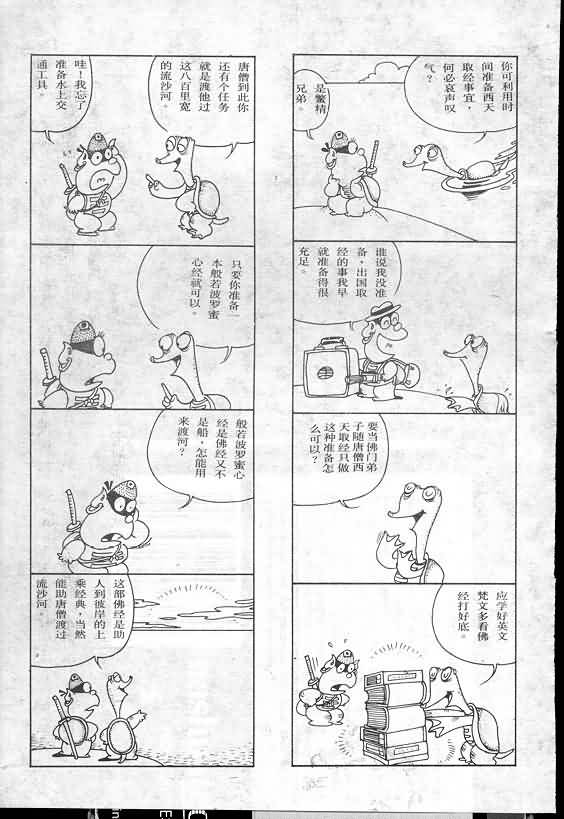 你可利用时
间准备西天
取经事宜，
何必哀声叹
气？
是鳖精
兄弟。
谁说我没准
备，出国取
经的事我早
就准备得很
充足。
要当佛门弟
子随唐僧西
天取经只做
这种准备怎
么可以？
应学好英文
梵文多看佛
经打好底。
唐僧到此你
还有个任务
就是渡他过
这八百里宽
的流沙河。
哇！我忘了
准备水上交
通工具。
只要你准备一
本般若波罗蜜
心经就可以。
般若波罗蜜心
经是佛经又不
是船，怎能用
来渡河？
这部佛经是助
人到彼岸的上
乘经典，当然
能助唐僧渡过
流沙河。